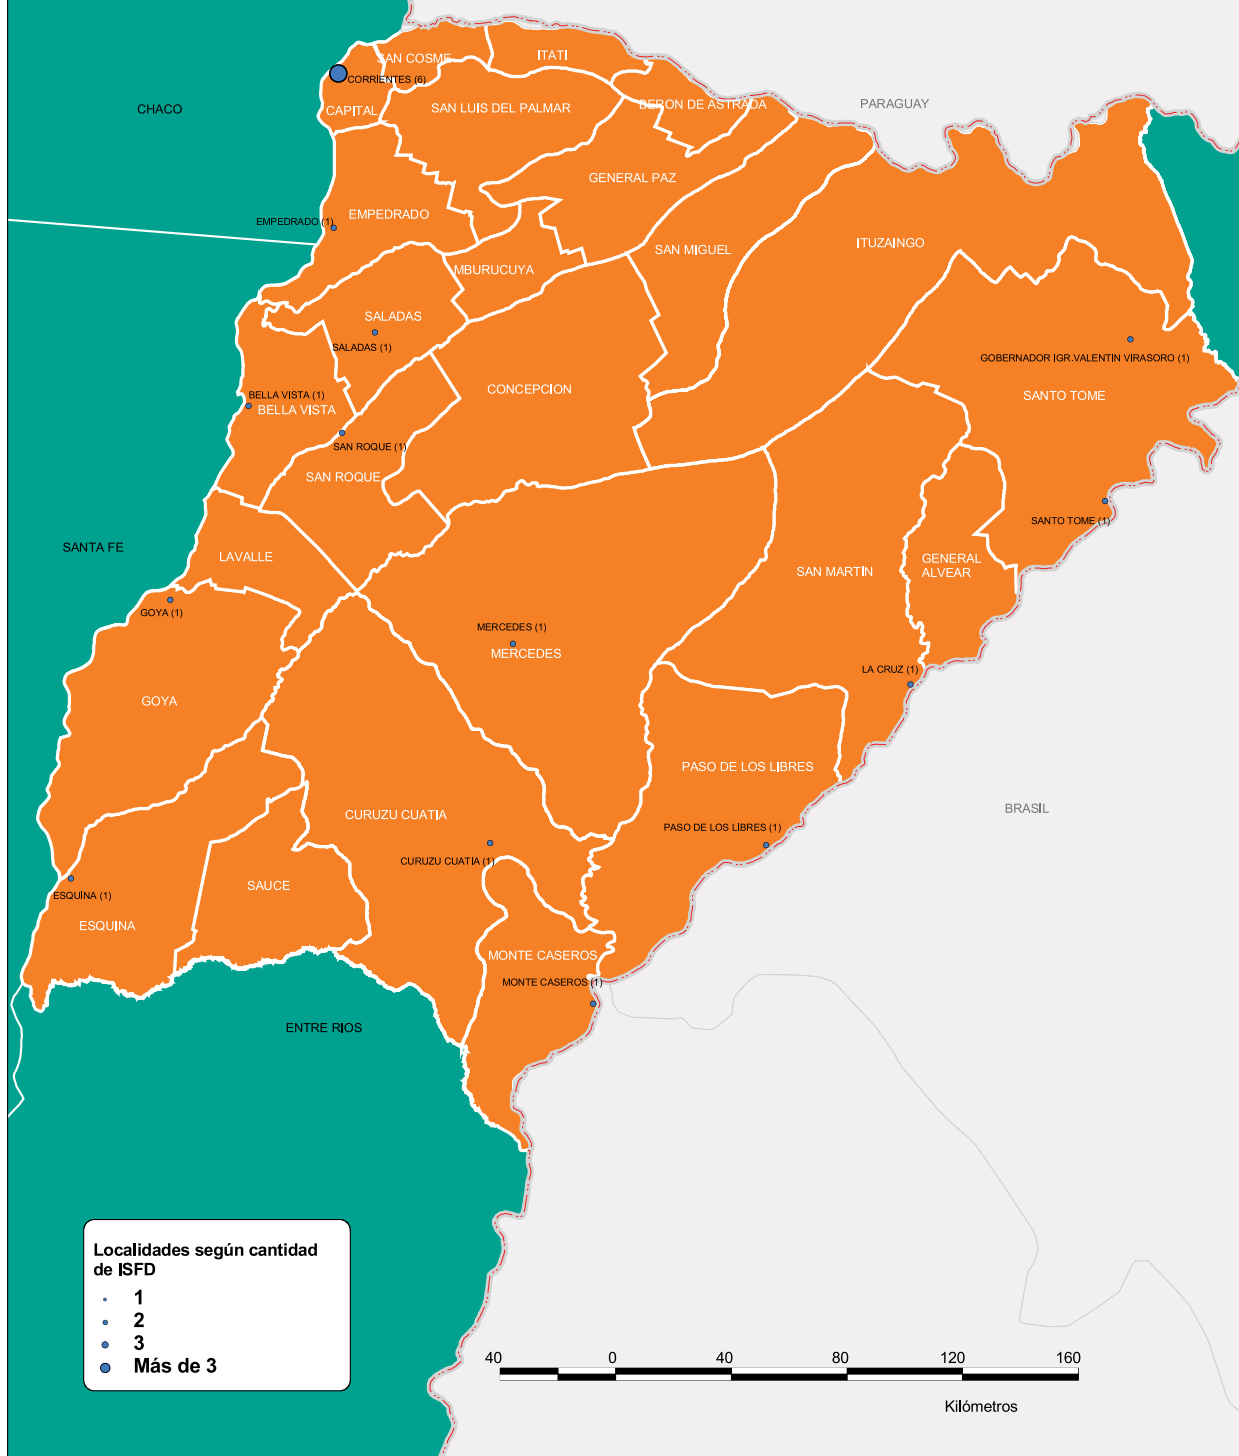 SAN COSME
ITATI
CORRIENTES (6)
CHACO
CAPITAL
SAN LUIS DEL PALMAR
BERON DE ASTRADA
PARAGUAY
GENERAL PAZ
EMPEDRADO
EMPEDRADO (1)
SAN MIGUEL
ITUZAINGO
MBURUCUYA
SALADAS
SALADAS (1)
GOBERNADOR IGR.VALENTIN VIRASORO (1)
CONCEPCION
SANTO TOME
BELLA VISTA (1)
BELLA VISTA
SAN ROQUE (1)
SAN ROQUE
SANTO TOME (1)
SANTA FE
LAVALLE
SAN MARTIN
GENERAL
ALVEAR
GOYA (1)
MERCEDES (1)
MERCEDES
LA CRUZ (1)
GOYA
PASO DE LOS LIBRES
BRASIL
CURUZU CUATIA
PASO DE LOS LIBRES (1)
CURUZU CUATIA (1)
SAUCE
ESQUINA (1)
ESQUINA
MONTE CASEROS
MONTE CASEROS (1)
ENTRE RIOS
Localidades según cantidad
de ISFD
1
2
3
Más de 3
40 0 40 80 120 160
Kilómetros